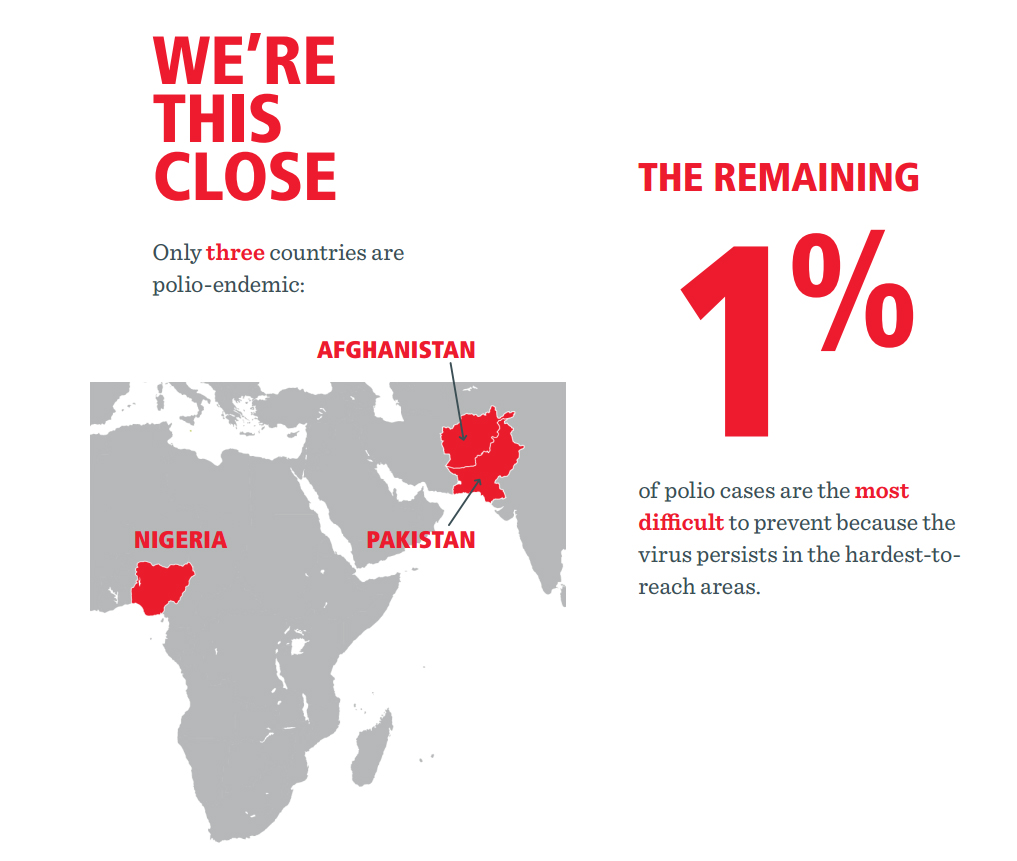 WE’RE
THIS
CLOSE
Only three countries are
polio-endemic:
AFGHANISTAN
NIGERIA
PAKISTAN
THE REMAINING
1%
of polio cases are the most
difficult to prevent because the
virus persists in the hardest-to-
reach areas.